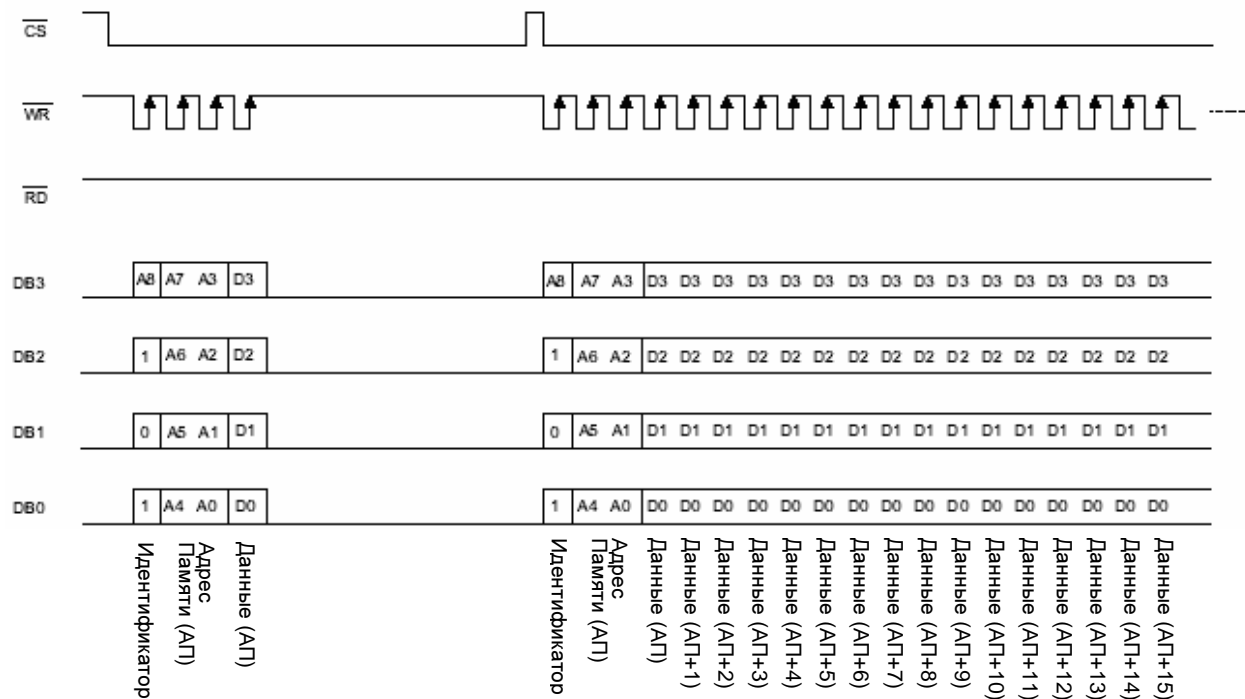 CS
WR
RD
DB3 A8 A7 A3 D3 A8 A7 A3 D3 D3 D3 D3 D3 D3 D3 D3 D3 D3 D3 D3 D3 D3 D3 D3
DB2 1 A6 A2 D2 1 A6 A2 D2 D2 D2 D2 D2 D2 D2 D2 D2 D2 D2 D2 D2 D2 D2 D2
DB1 0 A5 A1 D1 0 A5 A1 D1 D1 D1 D1 D1 D1 D1 D1 D1 D1 D1 D1 D1 D1 D1 D1
DB0 1 A4 A0 D0 1 A4 A0 D0 D0 D0 D0 D0 D0 D0 D0 D0 D0 D0 D0 D0 D0 D0 D0
Идентификатор
Адрес
Памяти (АП)
Данные (АП)
Идентификатор
Адрес
Памяти (АП)
Данные (АП)
Данные (АП+1)
Данные (АП+2)
Данные (АП+3)
Данные (АП+4)
Данные (АП+5)
Данные (АП+6)
Данные (АП+7)
Данные (АП+8)
Данные (АП+9)
Данные (АП+10)
Данные (АП+11)
Данные (АП+12)
Данные (АП+13)
Данные (АП+14)
Данные (АП+15)